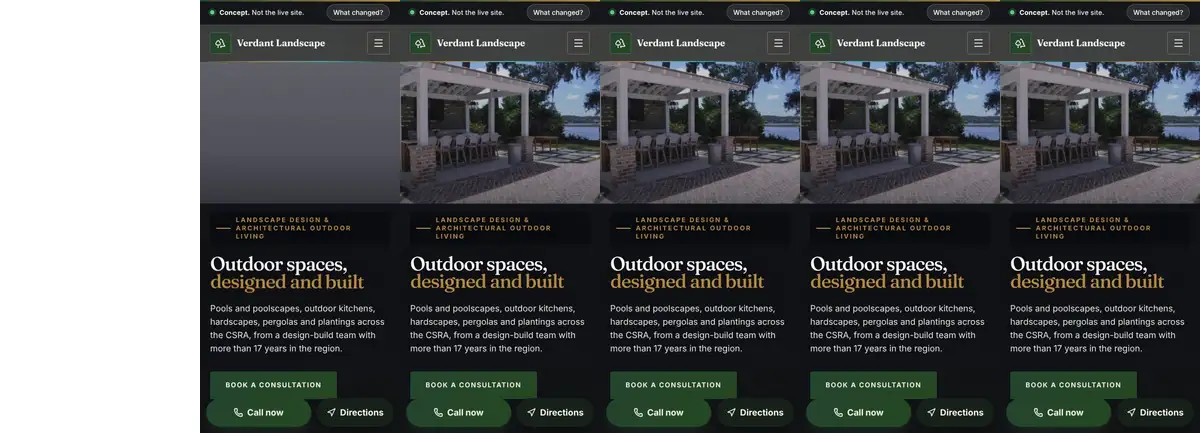 Concept. Not the live site. What changed?
Verdant Landscape
LANDSCAPE DESIGN &
ARCHITECTURAL OUTDOOR
LIVING
Outdoor spaces,
designed and built
Pools and poolscapes, outdoor kitchens,
hardscapes, pergolas and plantings across
the CSRA, from a design-build team with
more than 17 years in the region.
BOOK A CONSULTATION
Call now Directions
Concept. Not the live site. What changed?
Verdant Landscape
LANDSCAPE DESIGN &
ARCHITECTURAL OUTDOOR
LIVING
Outdoor spaces,
designed and built
Pools and poolscapes, outdoor kitchens,
hardscapes, pergolas and plantings across
the CSRA, from a design-build team with
more than 17 years in the region.
BOOK A CONSULTATION
Call now Directions
Concept. Not the live site. What changed?
Verdant Landscape
LANDSCAPE DESIGN &
ARCHITECTURAL OUTDOOR
LIVING
Outdoor spaces,
designed and built
Pools and poolscapes, outdoor kitchens,
hardscapes, pergolas and plantings across
the CSRA, from a design-build team with
more than 17 years in the region.
BOOK A CONSULTATION
Call now Directions
Concept. Not the live site. What changed?
Verdant Landscape
LANDSCAPE DESIGN &
ARCHITECTURAL OUTDOOR
LIVING
Outdoor spaces,
designed and built
Pools and poolscapes, outdoor kitchens,
hardscapes, pergolas and plantings across
the CSRA, from a design-build team with
more than 17 years in the region.
BOOK A CONSULTATION
Call now Directions
Concept. Not the live site. What changed?
Verdant Landscape
LANDSCAPE DESIGN &
ARCHITECTURAL OUTDOOR
LIVING
Outdoor spaces,
designed and built
Pools and poolscapes, outdoor kitchens,
hardscapes, pergolas and plantings across
the CSRA, from a design-build team with
more than 17 years in the region.
BOOK A CONSULTATION
Call now Directions